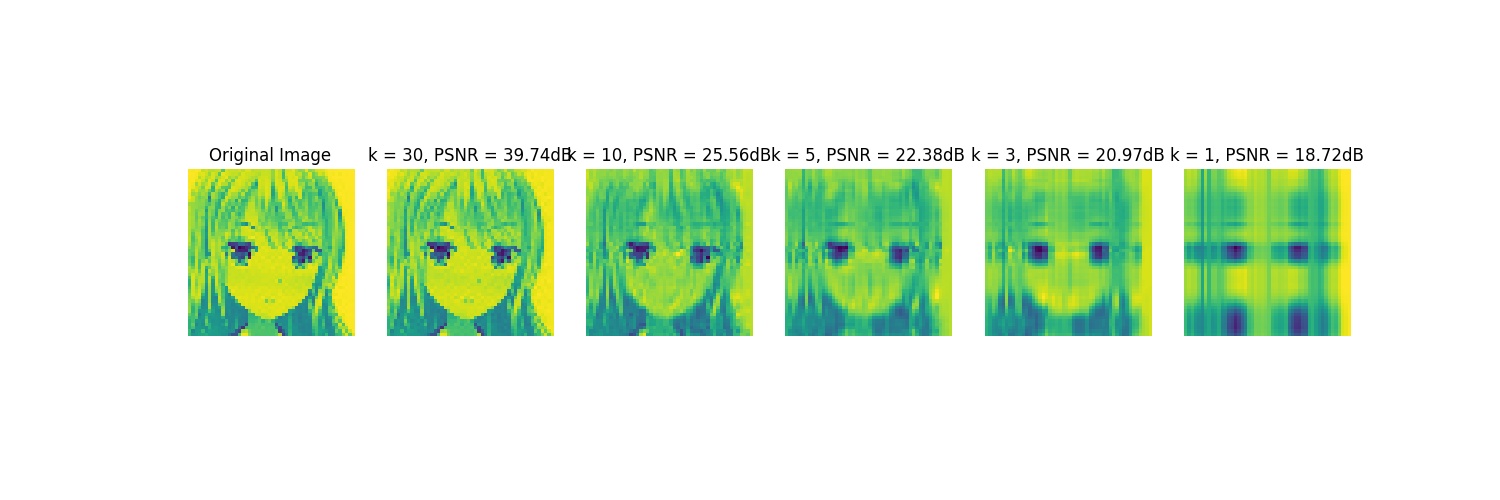 Original Image
k = 30, PSNR = 39.74dB
k = 10, PSNR = 25.56dB
k = 5, PSNR = 22.38dB
k = 3, PSNR = 20.97dB
k = 1, PSNR = 18.72dB